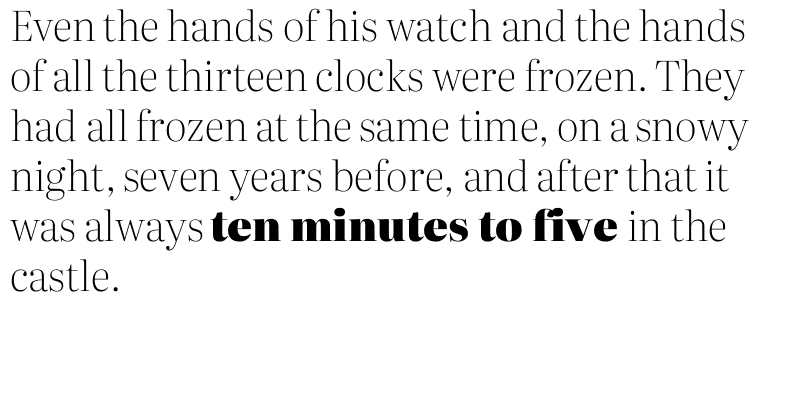 Even the hands of his watch and the hands
of all the thirteen clocks were frozen. They
had all frozen at the same time, on a snowy
night, seven years before, and after that it
was always ten minutes to five in the
castle.